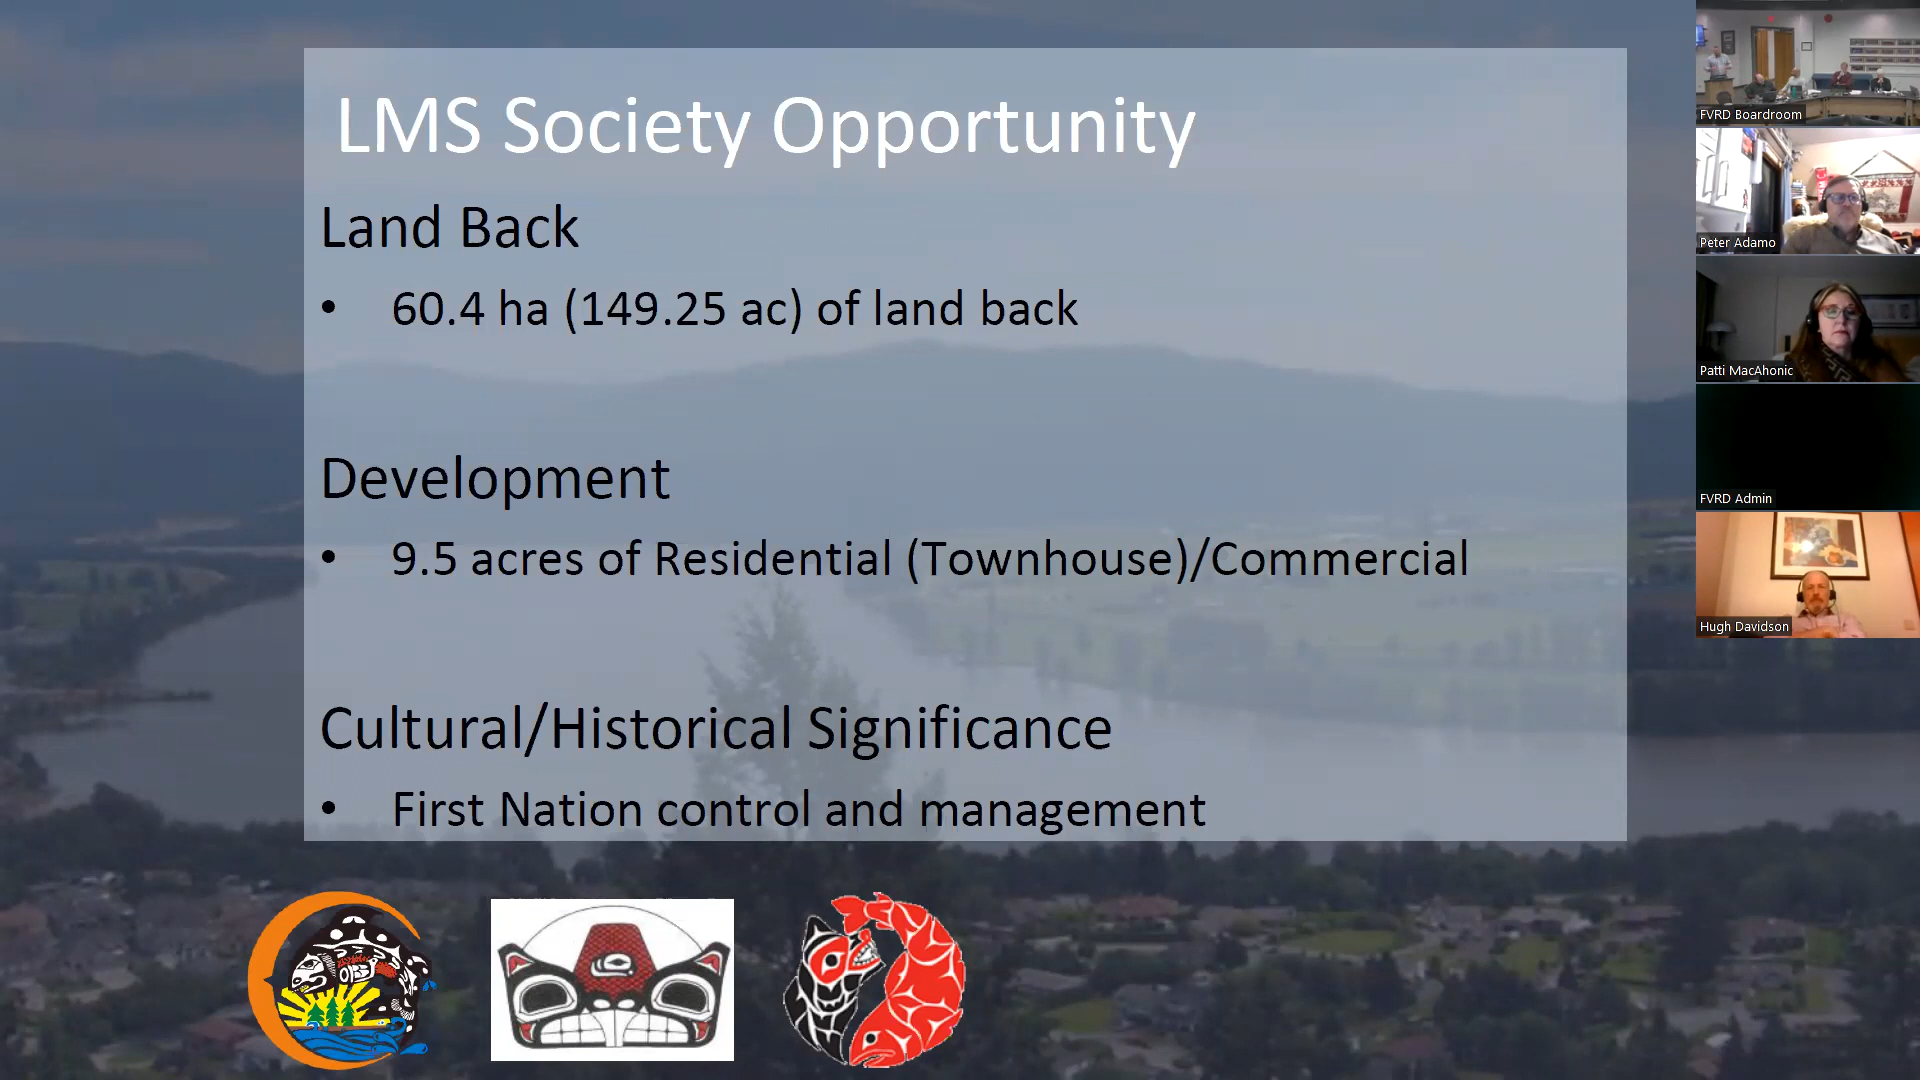 LMS Society Opportunity
Land Back
• 60.4 ha (149.25 ac) of land back
Development
• 9.5 acres of Residential (Townhouse)/Commercial
Cultural/Historical Significance
• First Nation control and management
FVRD Boardroom
Peter Adamo
Patti MacAhonic
FVRD Admin
Hugh Davidson